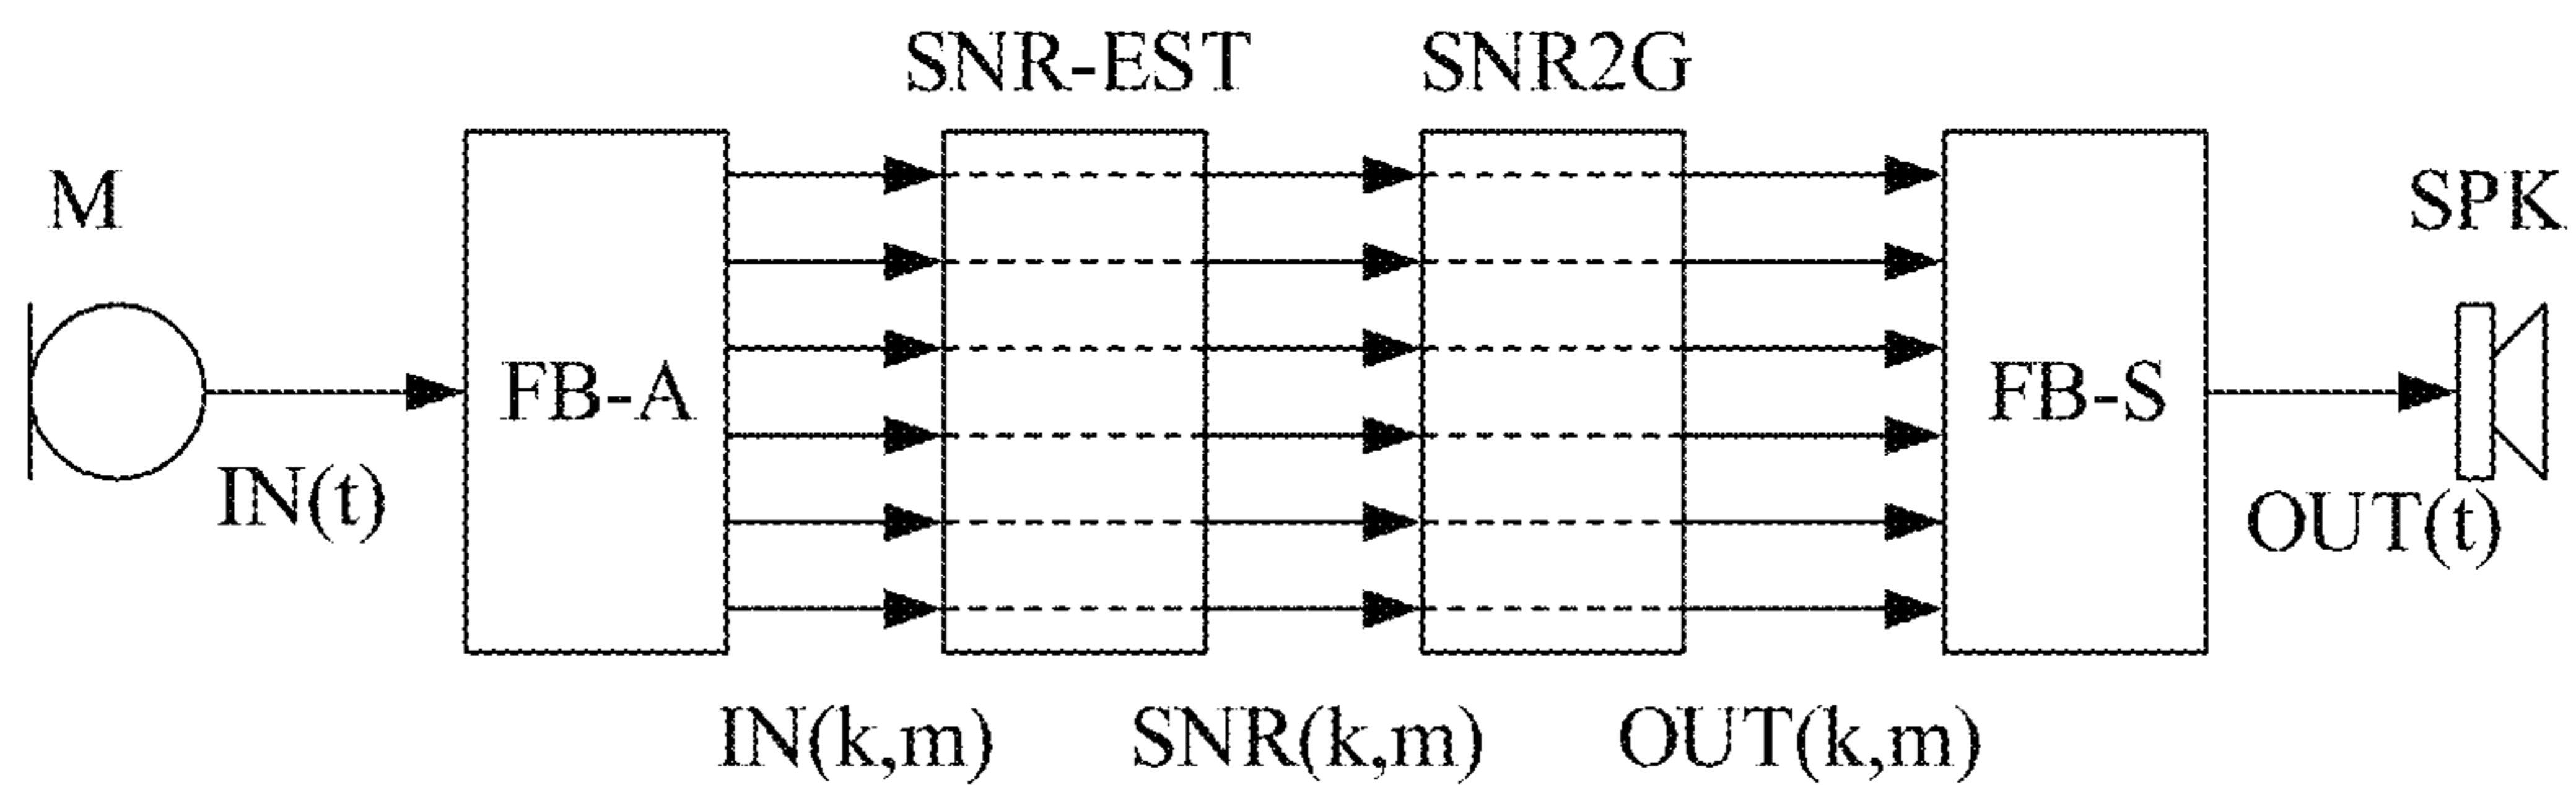 SNR-EST
SNR2G
M
SPK
FB-A
FB-S
IN(t)
OUT(t)
IN(k,m)
SNR(k,m)
OUT(k,m)